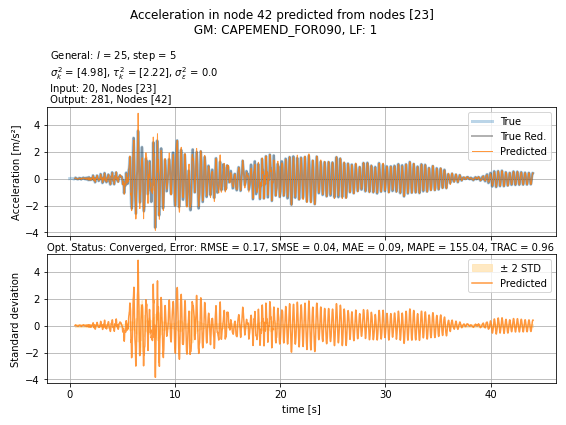 Acceleration in node 42 predicted from nodes [23]
GM: CAPEMEND_FOR090, LF: 1
General: l = 25, step = 5
σ²ₖ = [4.98], τ²ₖ = [2.22], σ²ε = 0.0
Input: 20, Nodes [23]
Output: 281, Nodes [42]
Acceleration [m/s²]
4
2
0
−2
−4
True
True Red.
Predicted
Opt. Status: Converged, Error: RMSE = 0.17, SMSE = 0.04, MAE = 0.09, MAPE = 155.04, TRAC = 0.96
Standard deviation
4
2
0
−2
−4
± 2 STD
Predicted
0
10
20
30
40
time [s]